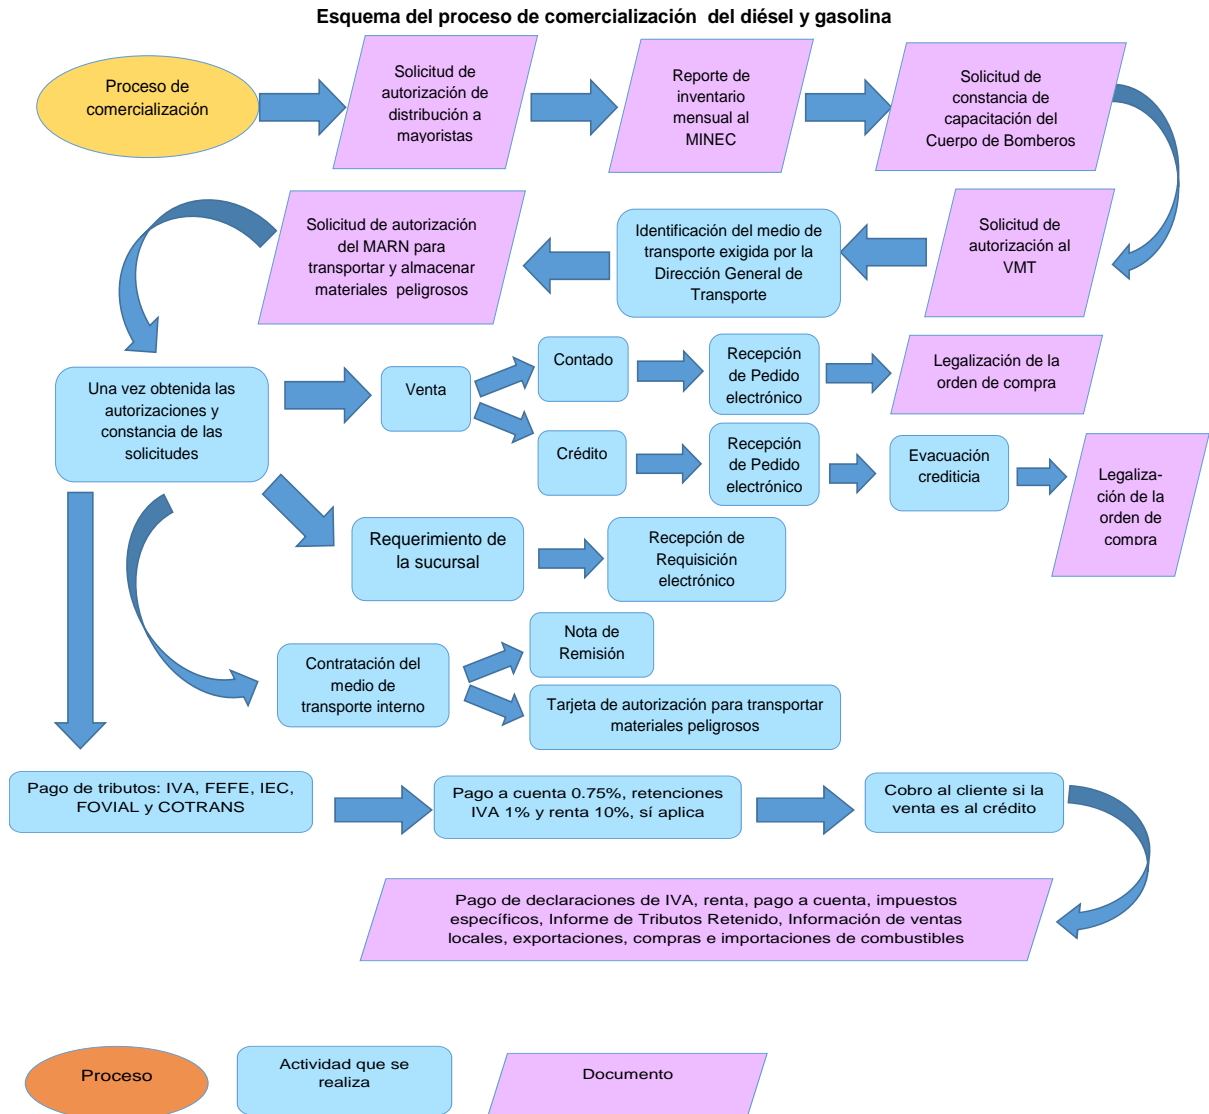 Esquema del proceso de comercialización  del diésel y gasolina
Proceso de
comercialización
Solicitud de
autorización de
distribución a
mayoristas
Reporte de
inventario
mensual al
MINEC
Solicitud de
constancia de
capacitación del
Cuerpo de Bomberos
Solicitud de
autorización al
VMT
Identificación del medio de
transporte exigida por la
Dirección General de
Transporte
Solicitud de autorización
del MARN para
transportar y almacenar
materiales  peligrosos
Una vez obtenida las
autorizaciones y
constancia de las
solicitudes
Venta
Contado
Recepción
de Pedido
electrónico
Legalización de la
orden de compra
Crédito
Recepción
de Pedido
electrónico
Evacuación
crediticia
Legaliza-
ción de la
orden de
compra
Requerimiento de
la sucursal
Recepción de
Requisición
electrónico
Contratación del
medio de
transporte interno
Nota de
Remisión
Tarjeta de autorización para transportar
materiales peligrosos
Pago de tributos: IVA, FEFE, IEC,
FOVIAL y COTRANS
Pago a cuenta 0.75%, retenciones
IVA 1% y renta 10%, sí aplica
Cobro al cliente si la
venta es al crédito
Pago de declaraciones de IVA, renta, pago a cuenta, impuestos
específicos, Informe de Tributos Retenido, Información de ventas
locales, exportaciones, compras e importaciones de combustibles
Proceso
Actividad que se
realiza
Documento